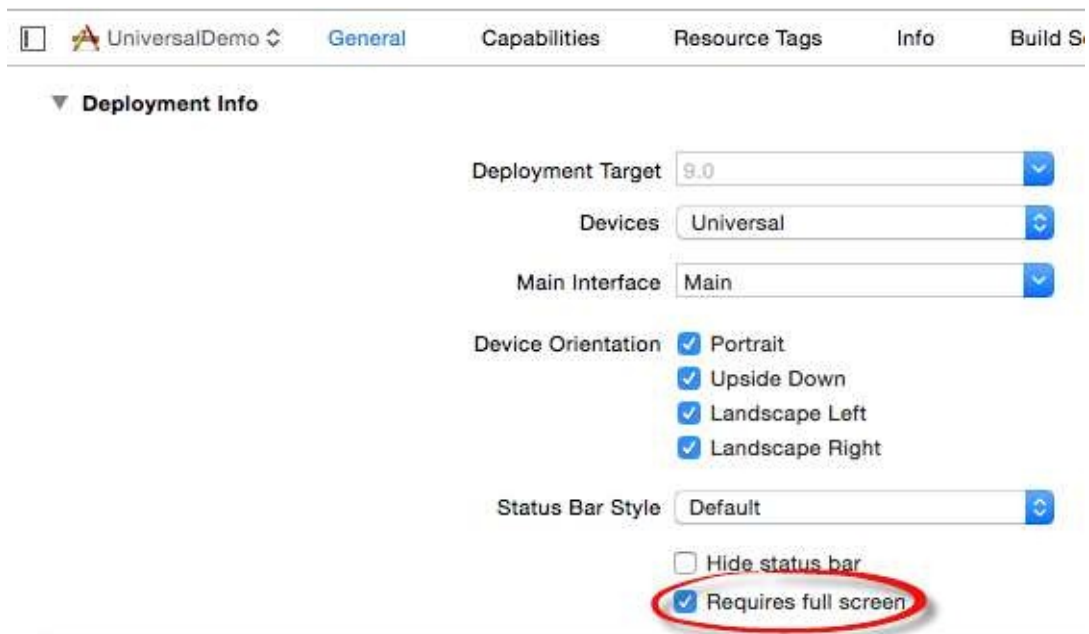 UniversalDemo General Capabilities Resource Tags Info Build S
Deployment Info
Deployment Target 9.0
Devices Universal
Main Interface Main
Device Orientation Portrait
Upside Down
Landscape Left
Landscape Right
Status Bar Style Default
Hide status bar
Requires full screen